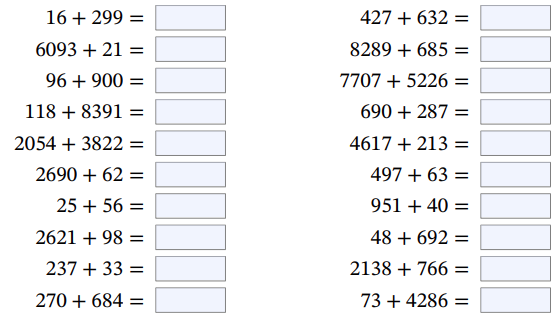 16 + 299 =
6093 + 21 =
96 + 900 =
118 + 8391 =
2054 + 3822 =
2690 + 62 =
25 + 56 =
2621 + 98 =
237 + 33 =
270 + 684 =
427 + 632 =
8289 + 685 =
7707 + 5226 =
690 + 287 =
4617 + 213 =
497 + 63 =
951 + 40 =
48 + 692 =
2138 + 766 =
73 + 4286 =